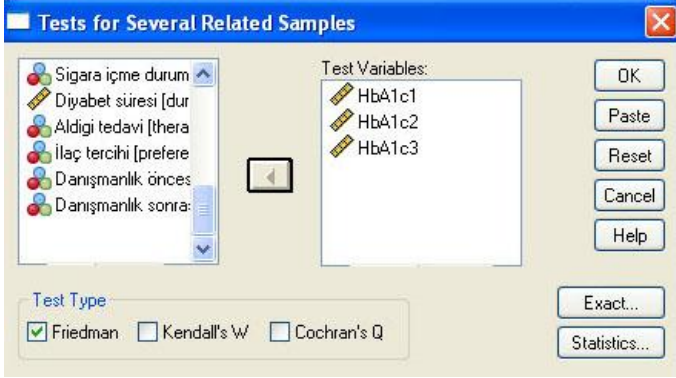 Tests for Several Related Samples
Sigara içme durum
Diyabet süresi [dur
Aldigi tedavi [thera
İlaç tercihi [prefere
Danışmanlık önces
Danışmanlık sonra
Test Variables:
HbA1c1
HbA1c2
HbA1c3
OK
Paste
Reset
Cancel
Help
Test Type
Friedman Kendall's W Cochran's Q
Exact...
Statistics...